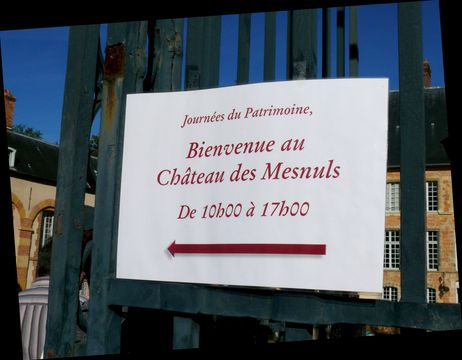 Journées du Patrimoine,
Bienvenue au
Château des Mesnuls
De 10h00 à 17h00